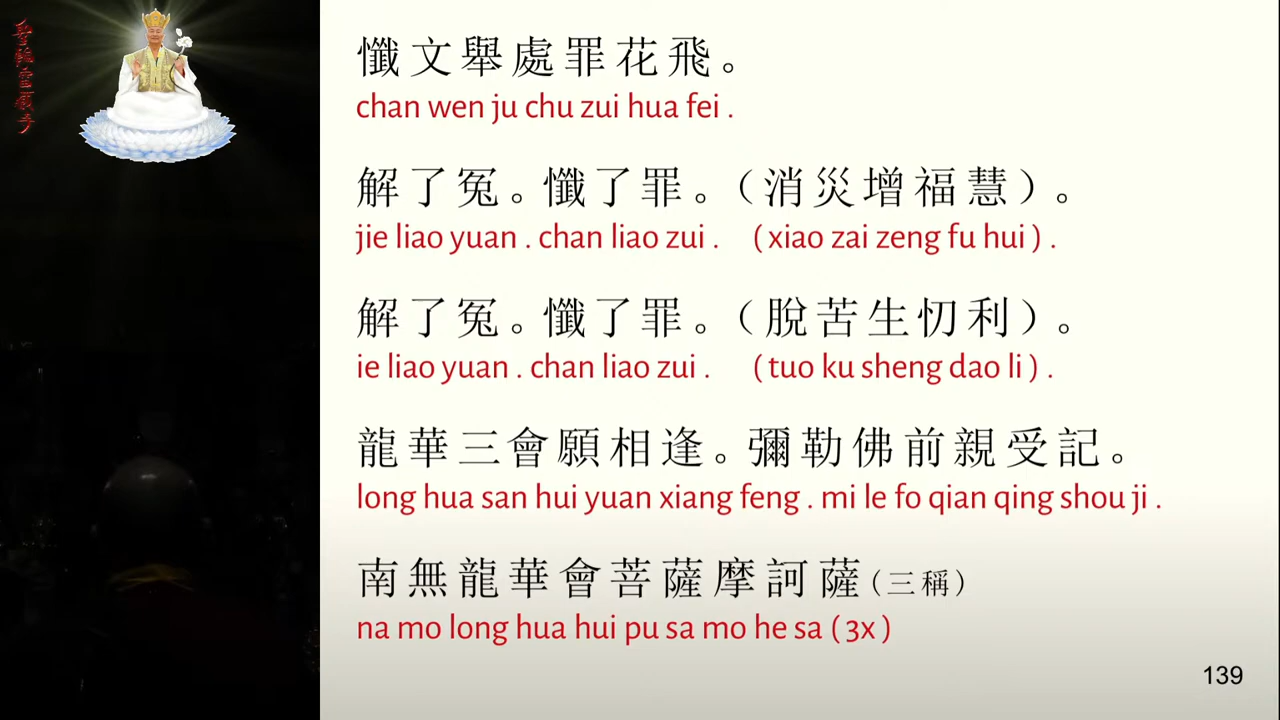 懺文舉處罪花飛。
chan wen ju chu zui hua fei .
解了冤。懺了罪。（消災增福慧）。
jie liao yuan . chan liao zui . ( xiao zai zeng fu hui ) .
解了冤。懺了罪。（脫苦生忉利）。
ie liao yuan . chan liao zui . ( tuo ku sheng dao li ) .
龍華三會願相逢。彌勒佛前親受記。
long hua san hui yuan xiang feng . mi le fo qian qing shou ji .
南無龍華會菩薩摩訶薩（三稱）
na mo long hua hui pu sa mo he sa ( 3x )
139